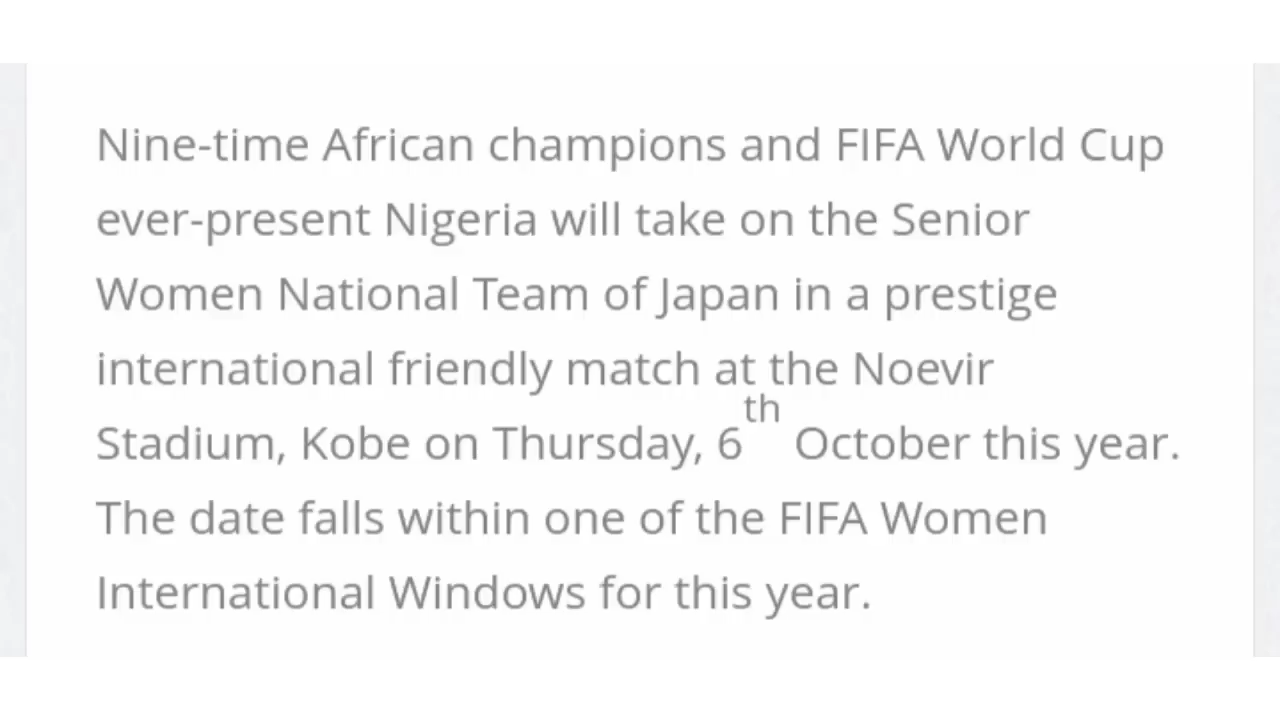 Nine-time African champions and FIFA World Cup
ever-present Nigeria will take on the Senior
Women National Team of Japan in a prestige
international friendly match at the Noevir
Stadium, Kobe on Thursday, 6th October this year.
The date falls within one of the FIFA Women
International Windows for this year.